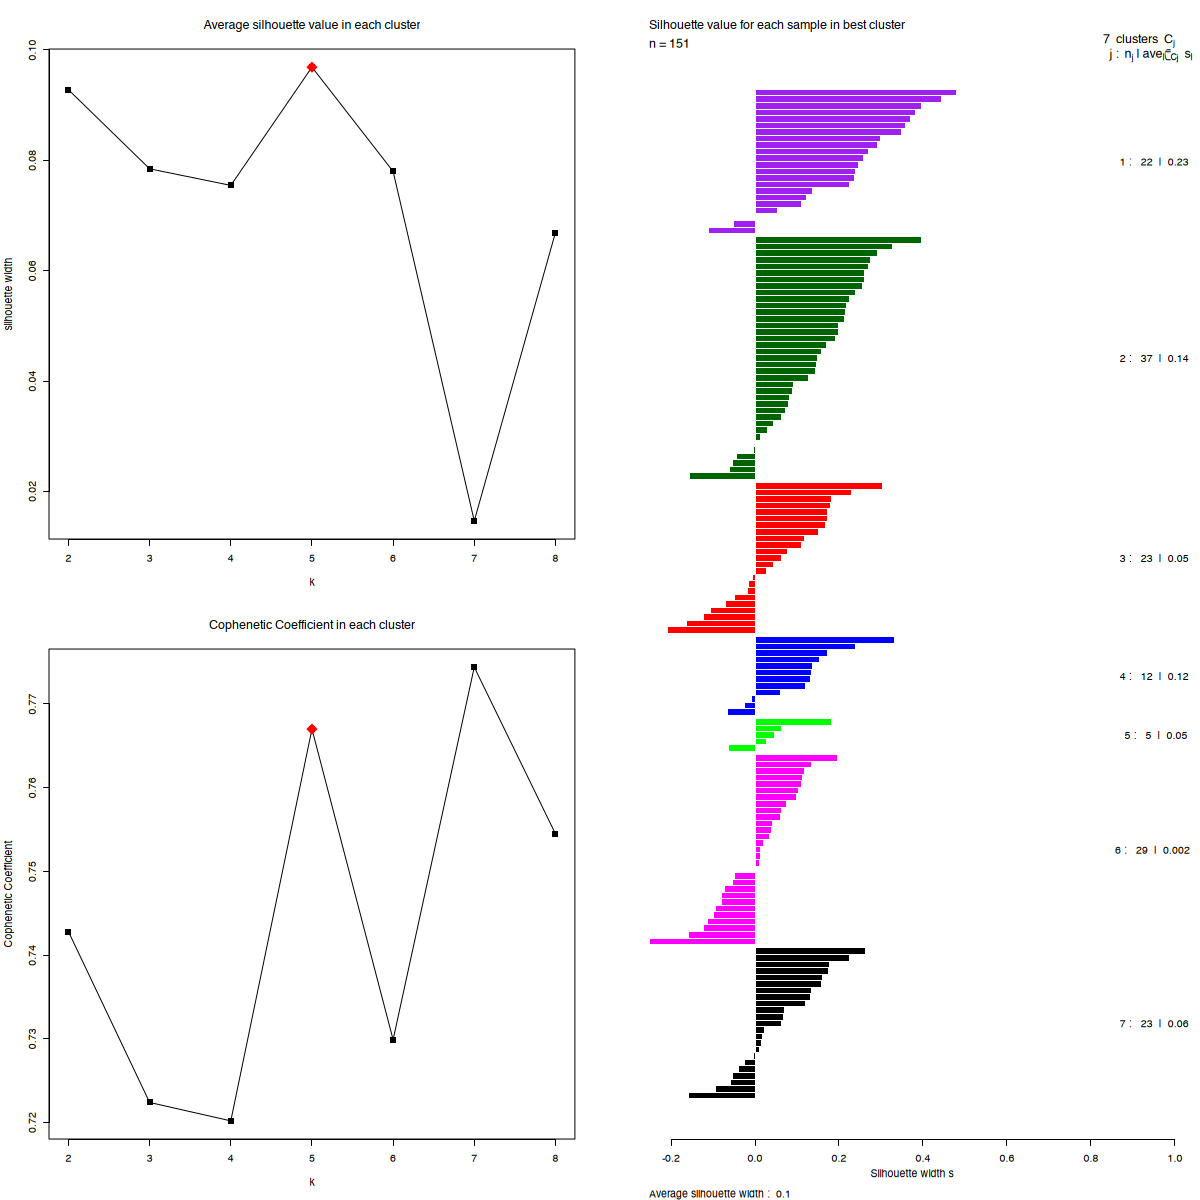 Average silhouette value in each cluster
silhouette width
0.10
0.08
0.06
0.04
0.02
2 3 4 5 6 7 8
k
Cophenetic Coefficient in each cluster
Cophenetic Coefficient
0.77
0.76
0.75
0.74
0.73
0.72
2 3 4 5 6 7 8
k
Silhouette value for each sample in best cluster
n = 151
7 clusters Cj
j : nj | avei∈Cj si
1 : 22 | 0.23
2 : 37 | 0.14
3 : 23 | 0.05
4 : 12 | 0.12
5 : 5 | 0.05
6 : 29 | 0.002
7 : 23 | 0.06
-0.2 0.0 0.2 0.4 0.6 0.8 1.0
Silhouette width s
Average silhouette width : 0.1